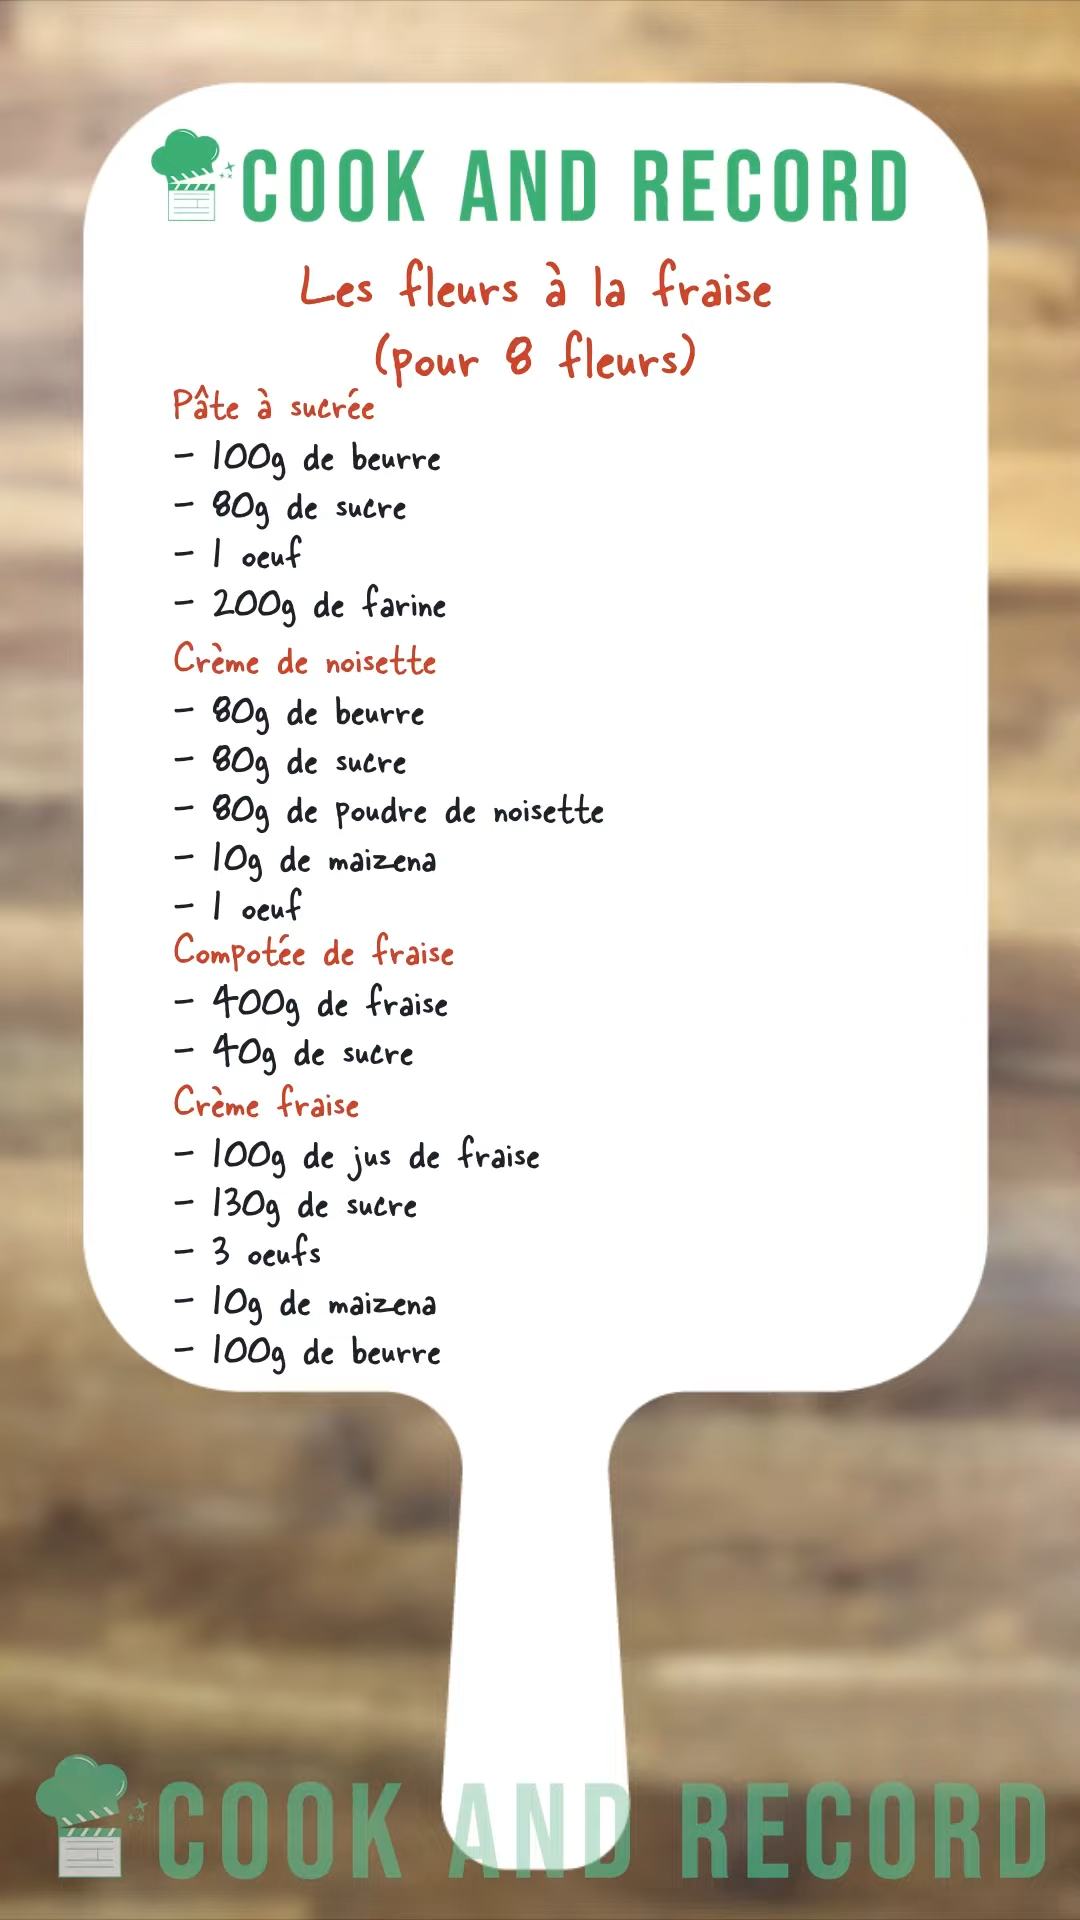 COOK AND RECORD
Les fleurs à la fraise
(pour 8 fleurs)
Pâte à sucrée
- 100g de beurre
- 80g de sucre
- 1 oeuf
- 200g de farine
Crème de noisette
- 80g de beurre
- 80g de sucre
- 80g de poudre de noisette
- 10g de maizena
- 1 oeuf
Compotée de fraise
- 400g de fraise
- 40g de sucre
Crème fraise
- 100g de jus de fraise
- 130g de sucre
- 3 oeufs
- 10g de maizena
- 100g de beurre
COOK AND RECORD